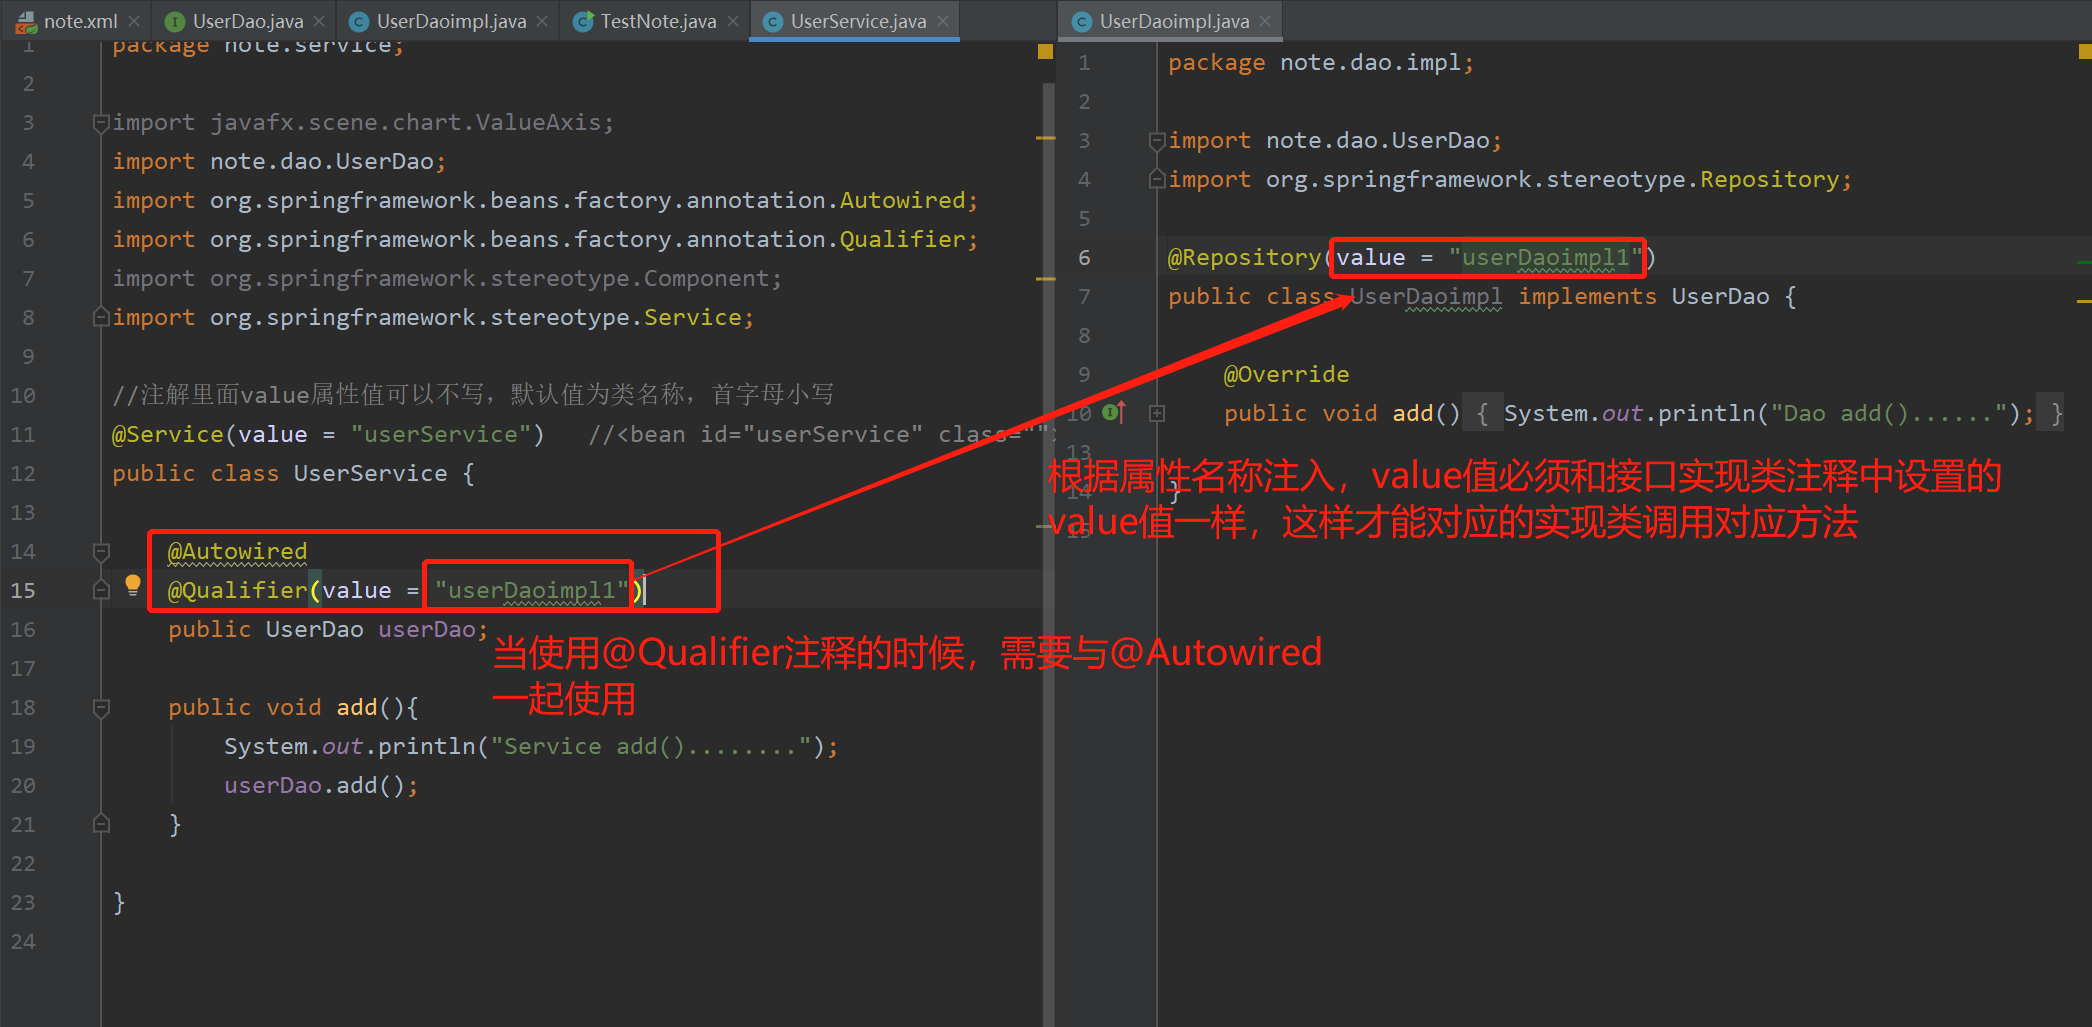 note.xml
UserDao.java
UserDaoimpl.java
TestNote.java
UserService.java
UserDaoimpl.java
1 package note.service;
2
3 import javafx.scene.chart.ValueAxis;
4 import note.dao.UserDao;
5 import org.springframework.beans.factory.annotation.Autowired;
6 import org.springframework.beans.factory.annotation.Qualifier;
7 import org.springframework.stereotype.Component;
8 import org.springframework.stereotype.Service;
9
10 //注解里面value属性值可以不写，默认值为类名称，首字母小写
11 @Service(value = "userService") //<bean id="userService" class="".
12 public class UserService {
13
14 @Autowired
15 @Qualifier(value = "userDaoimpl1")
16 public UserDao userDao;
17
18 public void add(){
19 System.out.println("Service add()........");
20 userDao.add();
21 }
22
23 }
24
当使用@Qualifier注释的时候，需要与@Autowired
一起使用
1 package note.dao.impl;
2
3 import note.dao.UserDao;
4 import org.springframework.stereotype.Repository;
5
6 @Repository(value = "userDaoimpl1")
7 public class UserDaoimpl implements UserDao {
8
9 @Override
10 public void add() { System.out.println("Dao add()......"); }
13
14 }
15
根据属性名称注入，value值必须和接口实现类注释中设置的
value值一样，这样才能对应的实现类调用对应方法